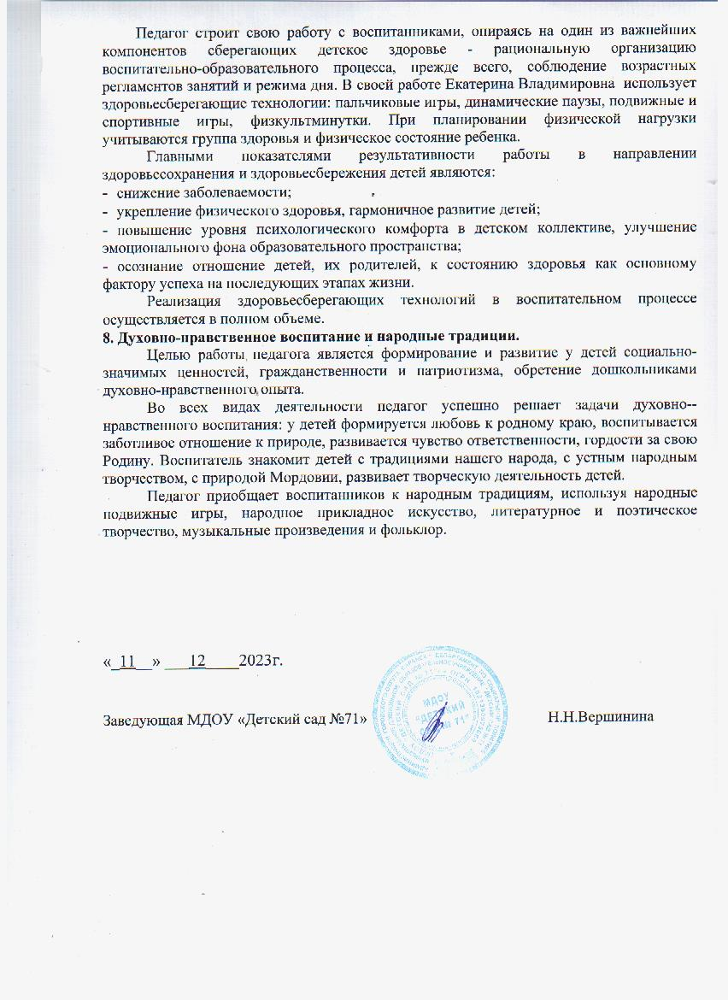 Педагог строит свою работу с воспитанниками, опираясь на один из важнейших
компонентов сберегающих детское здоровье - рациональную организацию
воспитательно-образовательного процесса, прежде всего, соблюдение возрастных
регламентов занятий и режима дня. В своей работе Екатерина Владимировна использует
здоровьесберегающие технологии: пальчиковые игры, динамические паузы, подвижные и
спортивные игры, физкультминутки. При планировании физической нагрузки
учитываются группа здоровья и физическое состояние ребенка.
Главными показателями результативности работы в направлении
здоровьесохранения и здоровьесбережения детей являются:
- снижение заболеваемости;
- укрепление физического здоровья, гармоничное развитие детей;
- повышение уровня психологического комфорта в детском коллективе, улучшение
эмоционального фона образовательного пространства;
- осознание отношение детей, их родителей, к состоянию здоровья как основному
фактору успеха на последующих этапах жизни.
Реализация здоровьесберегающих технологий в воспитательном процессе
осуществляется в полном объеме.
8. Духовно-нравственное воспитание и народные традиции.
Целью работы педагога является формирование и развитие у детей социально-
значимых ценностей, гражданственности и патриотизма, обретение дошкольниками
духовно-нравственного опыта.
Во всех видах деятельности педагог успешно решает задачи духовно--
нравственного воспитания: у детей формируется любовь к родному краю, воспитывается
заботливое отношение к природе, развивается чувство ответственности, гордости за свою
Родину. Воспитатель знакомит детей с традициями нашего народа, с устным народным
творчеством, с природой Мордовии, развивает творческую деятельность детей.
Педагог приобщает воспитанников к народным традициям, используя народные
подвижные игры, народное прикладное искусство, литературное и поэтическое
творчество, музыкальные произведения и фольклор.
«_11__» ___12____2023г.
Заведующая МДОУ «Детский сад №71» Н.Н.Вершинина
МДОУ
"ДЕТСКИЙ
№ 71"